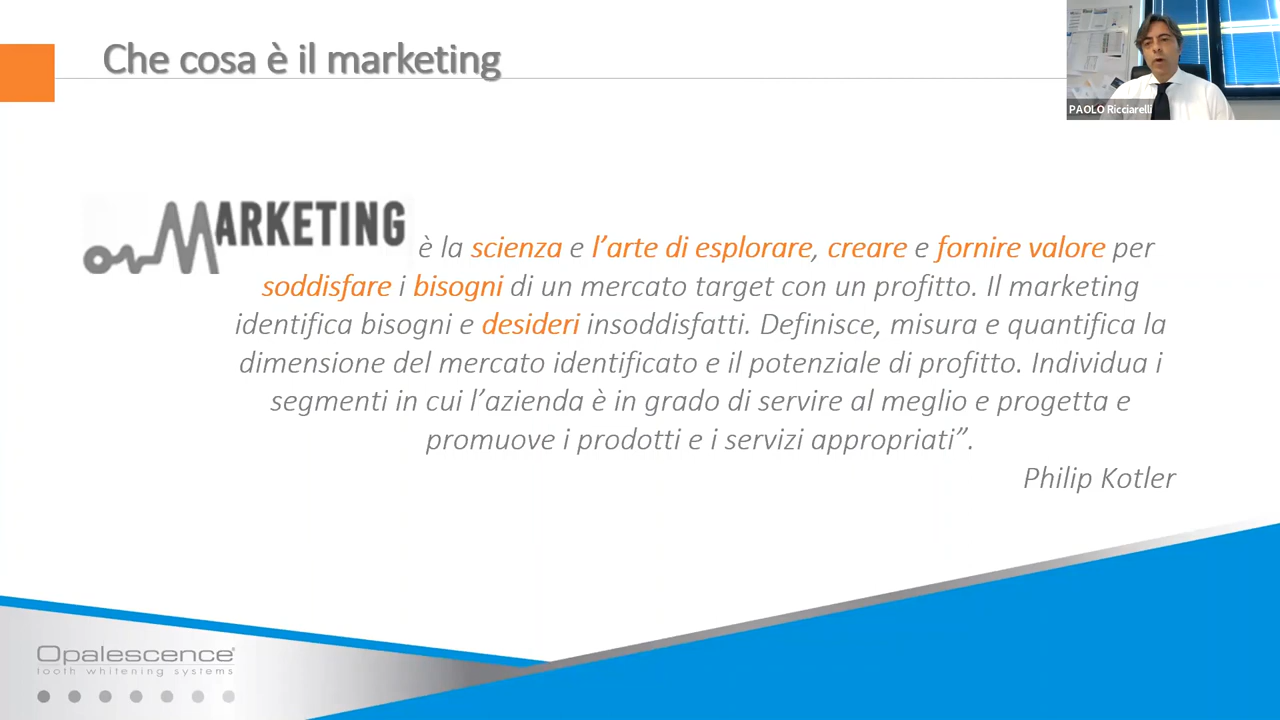 Che cosa è il marketing
PAOLO Ricciarelli
MARKETING è la scienza e l’arte di esplorare, creare e fornire valore per
soddisfare i bisogni di un mercato target con un profitto. Il marketing
identifica bisogni e desideri insoddisfatti. Definisce, misura e quantifica la
dimensione del mercato identificato e il potenziale di profitto. Individua i
segmenti in cui l’azienda è in grado di servire al meglio e progetta e
promuove i prodotti e i servizi appropriati”.
Philip Kotler
Opalescence®
tooth whitening systems